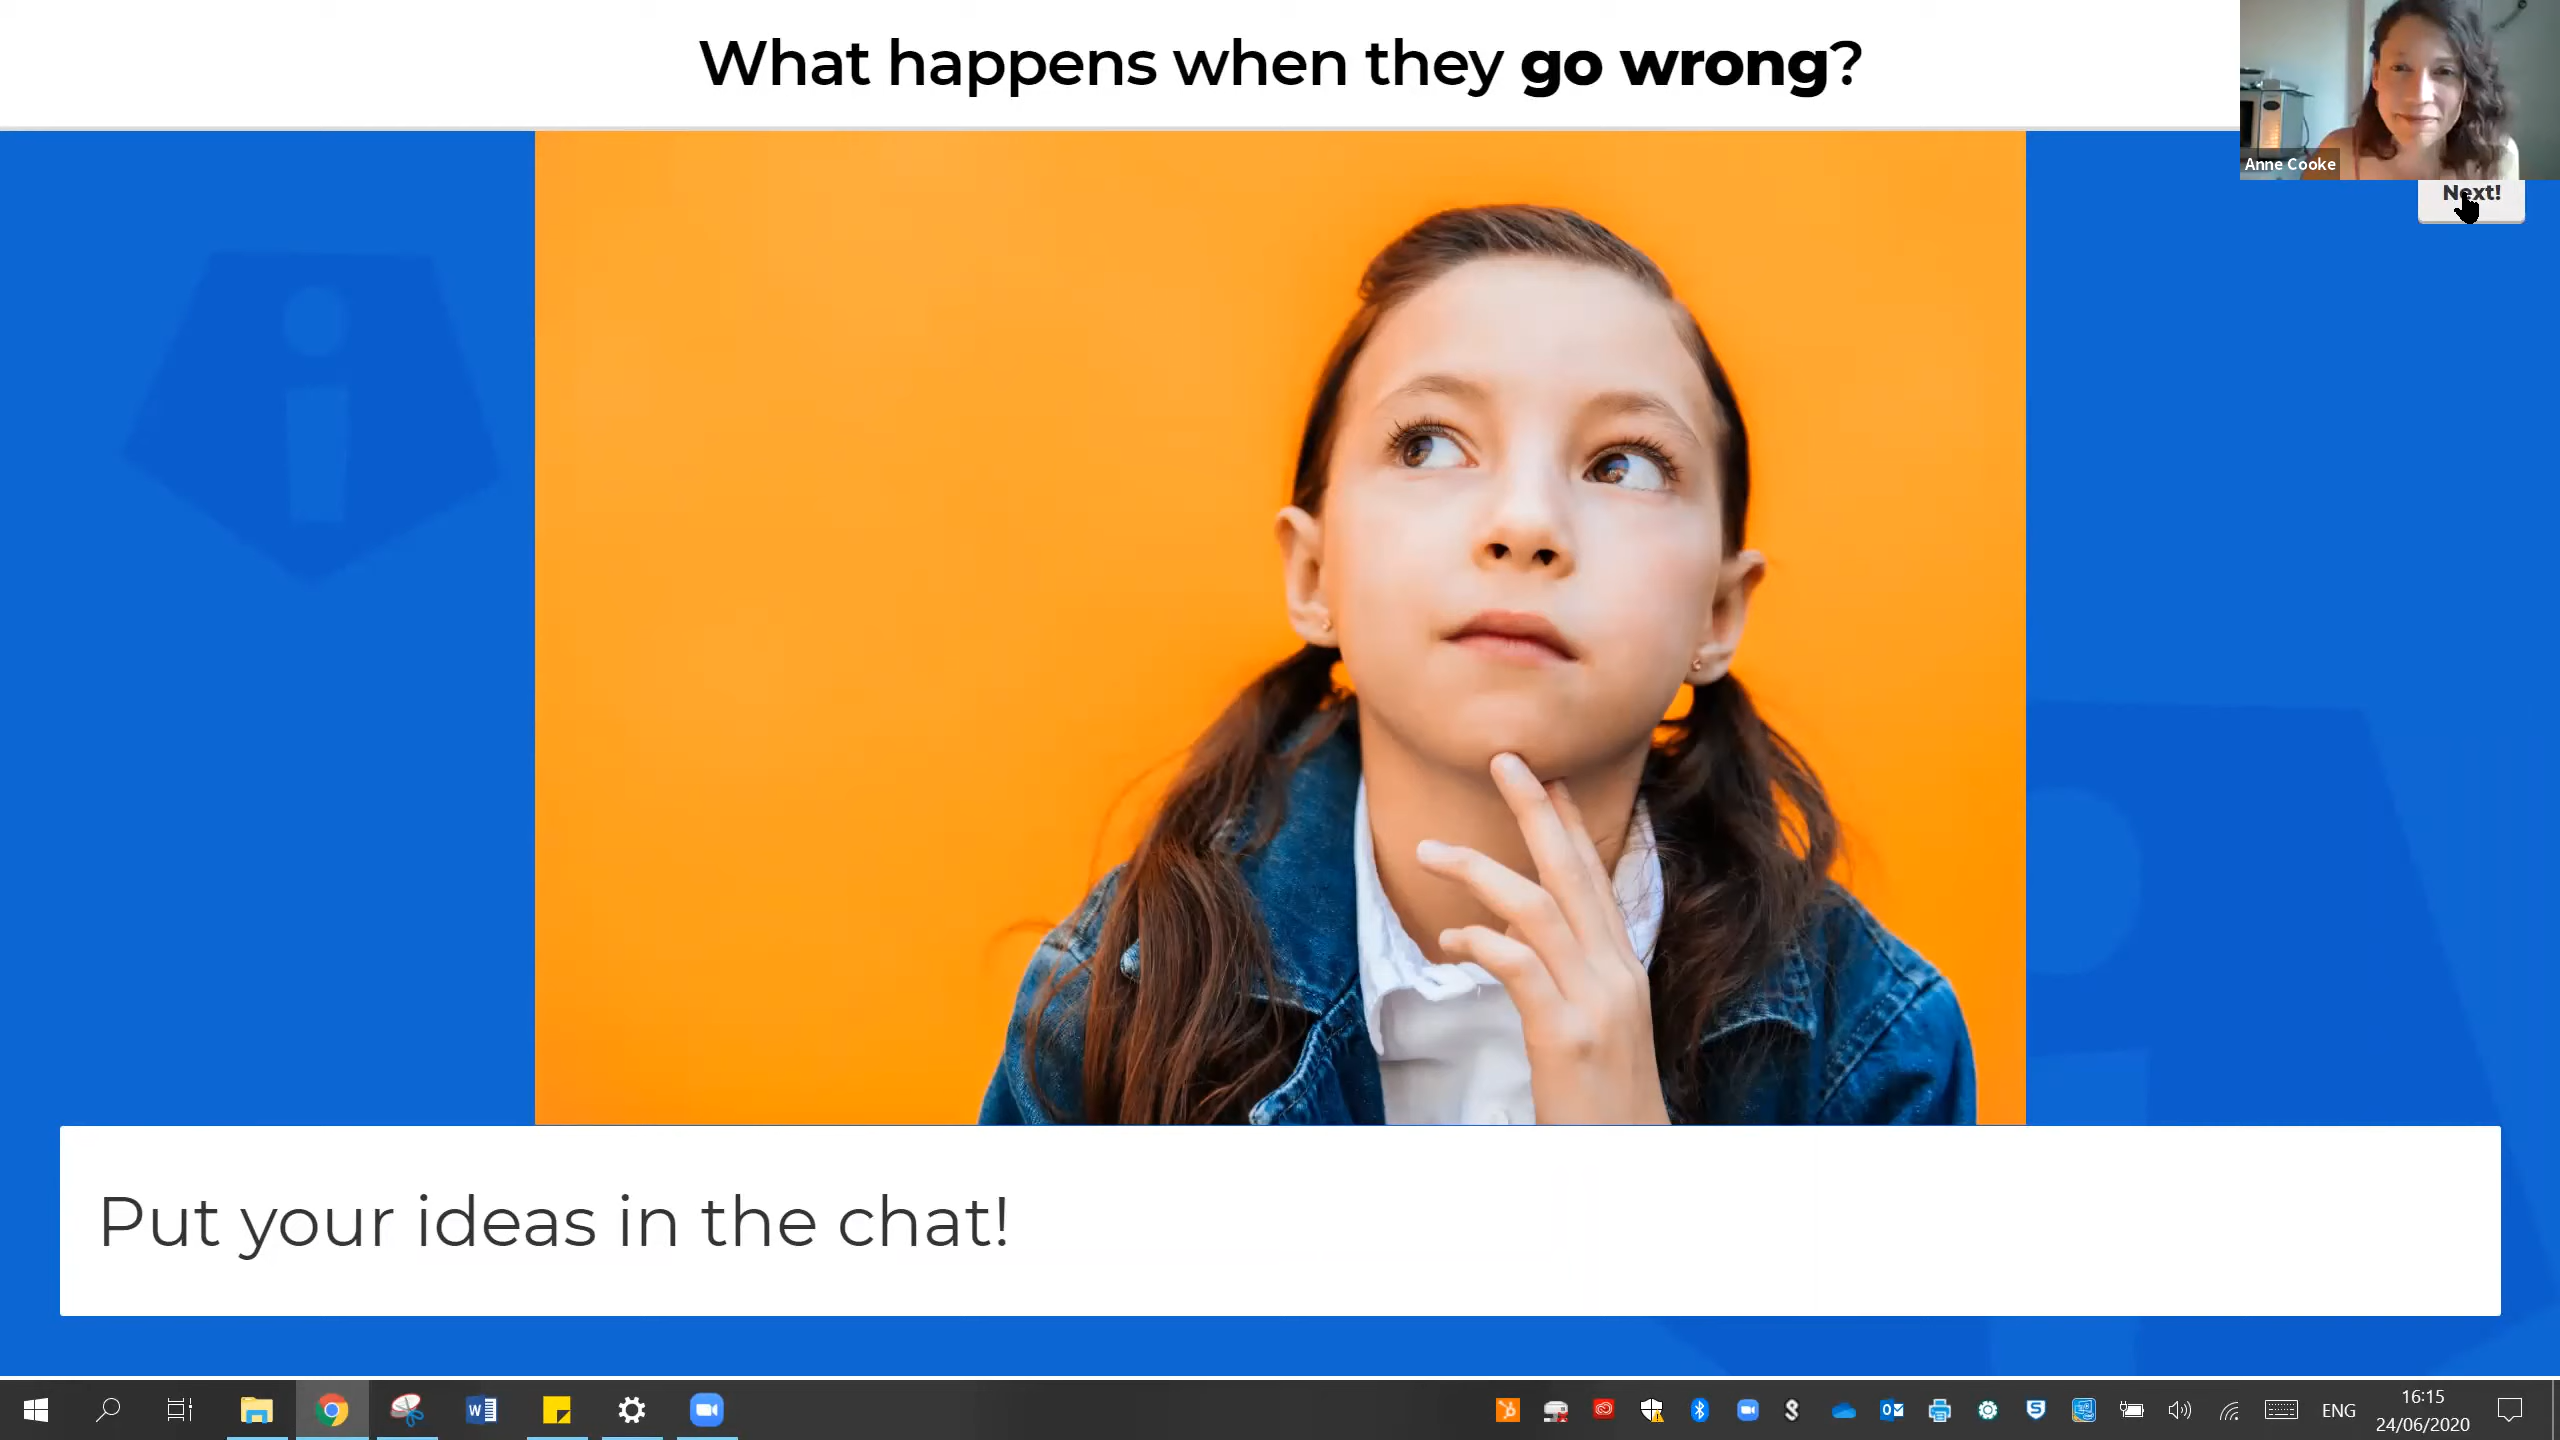 What happens when they go wrong?
Anne Cooke
Next!
Put your ideas in the chat!
ENG
16:15
24/06/2020